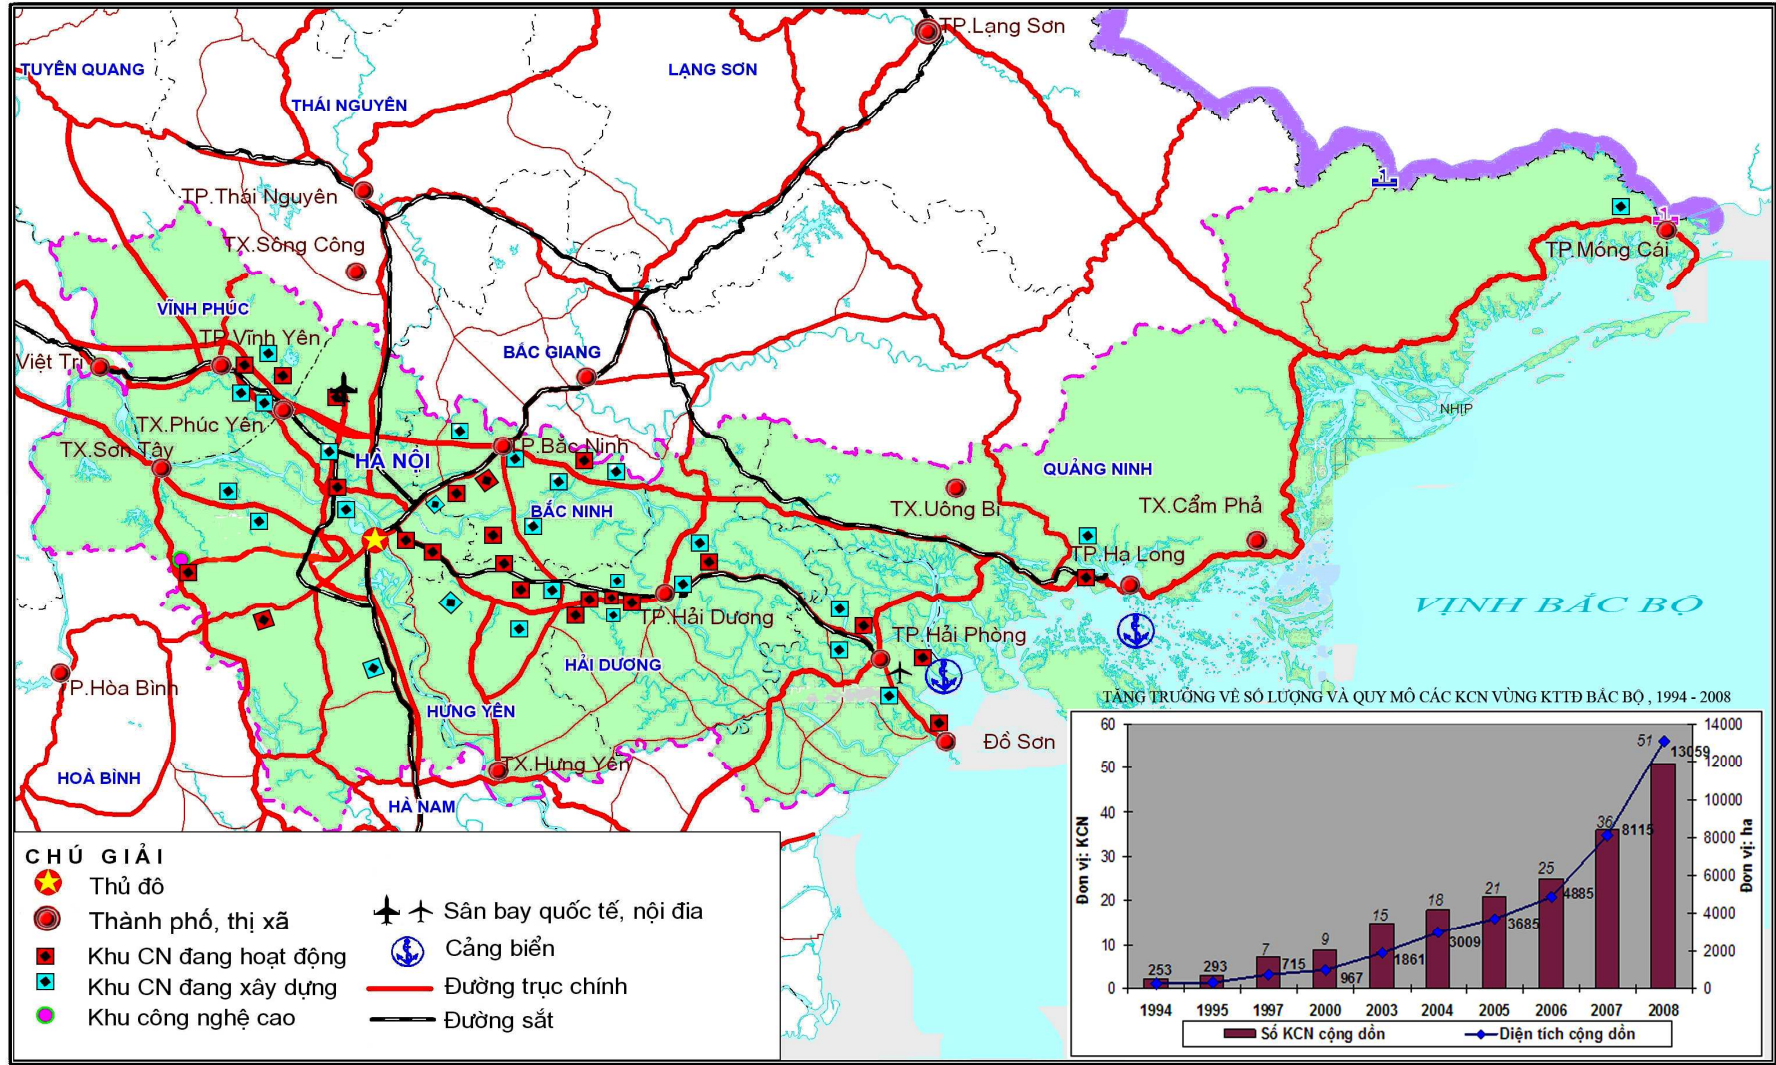 TP.Lạng Sơn
TUYÊN QUANG
LẠNG SƠN
THÁI NGUYÊN
TP.Thái Nguyên
1
1
TX.Sông Công
TP.Móng Cái
VĨNH PHÚC
TP.Vĩnh Yên
BẮC GIANG
Việt Trì
NHỊP
TX.Phúc Yên
TX.Sơn Tây
HÀ NỘI
TP.Bắc Ninh
QUẢNG NINH
TX.Uông Bí
TX.Cẩm Phả
BẮC NINH
TP.Hạ Long
VỊNH BẮC BỘ
TP.Hải Dương
TP.Hải Phòng
HẢI DƯƠNG
P.Hòa Bình
HƯNG YÊN
Đồ Sơn
TX.Hưng Yên
HOÀ BÌNH
HÀ NAM
CHÚ GIẢI
Thủ đô
Thành phố, thị xã
Khu CN đang hoạt động
Khu CN đang xây dựng
Khu công nghệ cao
Sân bay quốc tế, nội địa
Cảng biển
Đường trục chính
Đường sắt
TĂNG TRƯỞNG VỀ SỐ LƯỢNG VÀ QUY MÔ CÁC KCN VÙNG KTTĐ BẮC BỘ , 1994 - 2008
Đơn vị: KCN
60
50
40
30
20
10
0
14000
12000
10000
8000
6000
4000
2000
0
Đơn vị: ha
253
293
7
715
9
967
15
1861
18
3009
21
3685
25
4885
36
8115
51
13059
1994 1995 1997 2000 2003 2004 2005 2006 2007 2008
Số KCN cộng dồn
Diện tích cộng dồn